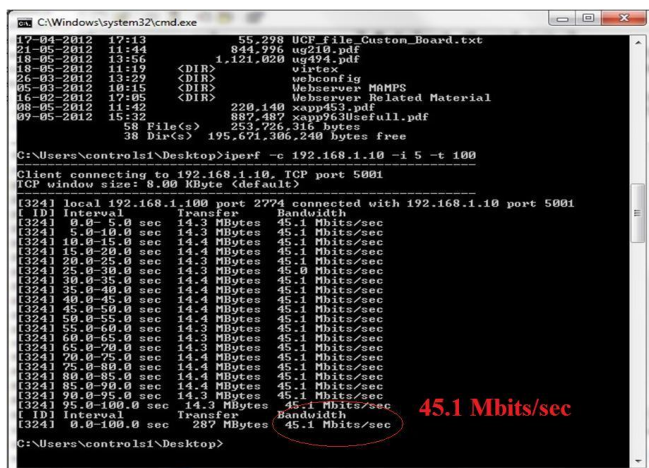 C:\Windows\system32\cmd.exe
17-04-2012 17:13 55,298 UCF_file_Custom_Board.txt
21-05-2012 11:44 844,996 ug210.pdf
18-05-2012 13:56 1,121,020 ug494.pdf
18-05-2012 11:19 <DIR> virtex
26-03-2012 13:29 <DIR> webconfig
05-03-2012 10:15 <DIR> Webserver MAMPS
16-02-2012 17:05 <DIR> Webserver Related Material
08-05-2012 11:42 220,140 xapp453.pdf
09-05-2012 15:32 887,487 xapp963Usefull.pdf
58 File(s) 253,726,316 bytes
38 Dir(s) 195,671,306,240 bytes free
C:\Users\controls1\Desktop>iperf -c 192.168.1.10 -i 5 -t 100
------------------------------------------------------------
Client connecting to 192.168.1.10, TCP port 5001
TCP window size: 8.00 KByte (default)
------------------------------------------------------------
[324] local 192.168.1.100 port 2774 connected with 192.168.1.10 port 5001
[ ID] Interval Transfer Bandwidth
[324] 0.0- 5.0 sec 14.3 MBytes 45.1 Mbits/sec
[324] 5.0-10.0 sec 14.3 MBytes 45.1 Mbits/sec
[324] 10.0-15.0 sec 14.4 MBytes 45.1 Mbits/sec
[324] 15.0-20.0 sec 14.4 MBytes 45.1 Mbits/sec
[324] 20.0-25.0 sec 14.3 MBytes 45.1 Mbits/sec
[324] 25.0-30.0 sec 14.3 MBytes 45.0 Mbits/sec
[324] 30.0-35.0 sec 14.4 MBytes 45.1 Mbits/sec
[324] 35.0-40.0 sec 14.4 MBytes 45.1 Mbits/sec
[324] 40.0-45.0 sec 14.4 MBytes 45.1 Mbits/sec
[324] 45.0-50.0 sec 14.4 MBytes 45.1 Mbits/sec
[324] 50.0-55.0 sec 14.4 MBytes 45.1 Mbits/sec
[324] 55.0-60.0 sec 14.3 MBytes 45.1 Mbits/sec
[324] 60.0-65.0 sec 14.4 MBytes 45.1 Mbits/sec
[324] 65.0-70.0 sec 14.3 MBytes 45.1 Mbits/sec
[324] 70.0-75.0 sec 14.4 MBytes 45.1 Mbits/sec
[324] 75.0-80.0 sec 14.4 MBytes 45.1 Mbits/sec
[324] 80.0-85.0 sec 14.4 MBytes 45.1 Mbits/sec
[324] 85.0-90.0 sec 14.4 MBytes 45.1 Mbits/sec
[324] 90.0-95.0 sec 14.3 MBytes 45.1 Mbits/sec
[324] 95.0-100.0 sec 14.3 MBytes 45.1 Mbits/sec
[ ID] Interval Transfer Bandwidth
[324] 0.0-100.0 sec 287 MBytes 45.1 Mbits/sec
45.1 Mbits/sec
C:\Users\controls1\Desktop>